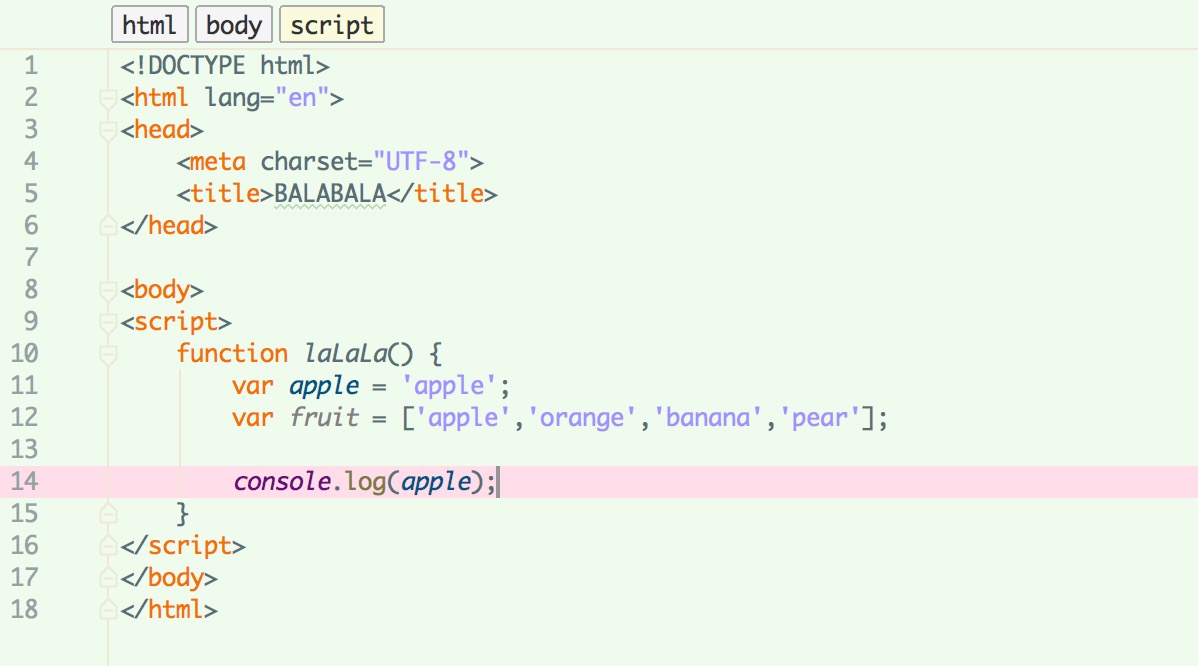 html body script
1 <!DOCTYPE html>
2 <html lang="en">
3 <head>
4     <meta charset="UTF-8">
5     <title>BALABALA</title>
6 </head>
7
8 <body>
9 <script>
10     function laLaLa() {
11         var apple = 'apple';
12         var fruit = ['apple','orange','banana','pear'];
13
14         console.log(apple);
15     }
16 </script>
17 </body>
18 </html>